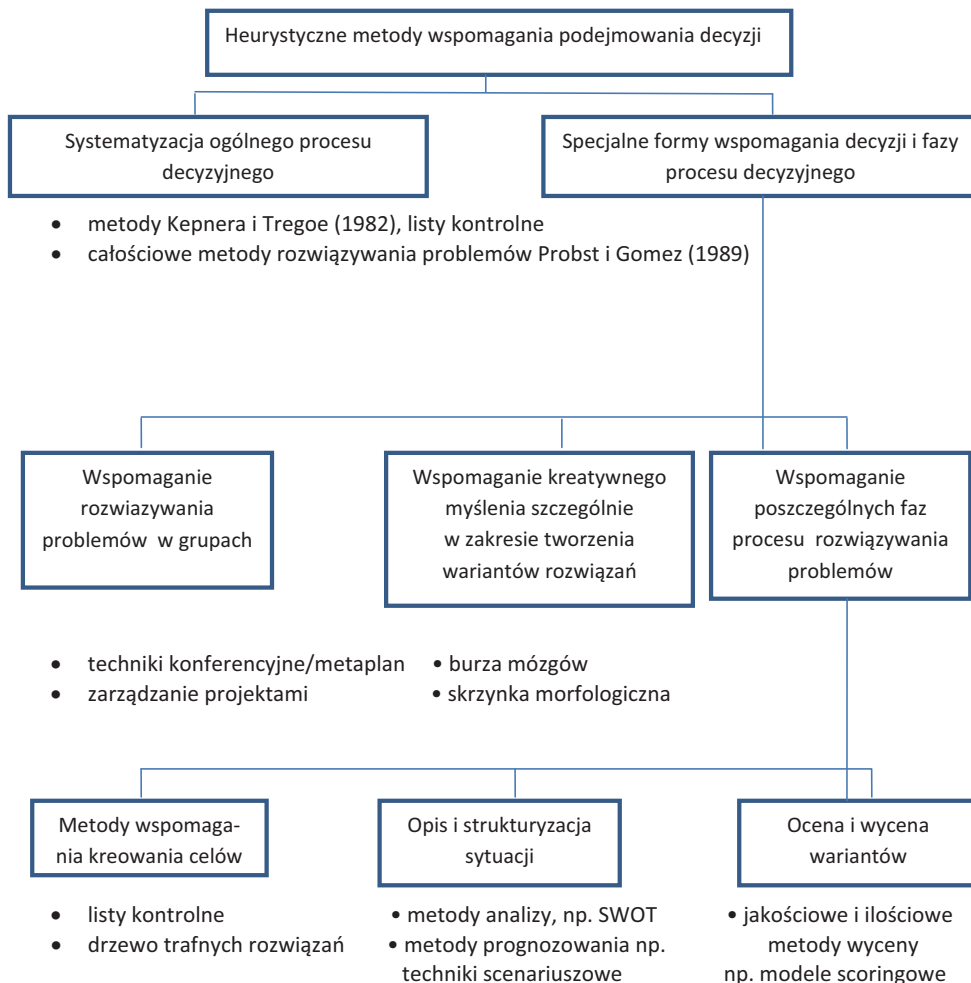 Heurystyczne metody wspomagania podejmowania decyzji
Systematyzacja ogólnego procesu
decyzyjnego
Specjalne formy wspomagania decyzji i fazy
procesu decyzyjnego
• metody Kepnera i Tregoe (1982), listy kontrolne
• całościowe metody rozwiązywania problemów Probst i Gomez (1989)
Wspomaganie
rozwiazywania
problemów w grupach
Wspomaganie kreatywnego
myślenia szczególnie
w zakresie tworzenia
wariantów rozwiązań
Wspomaganie
poszczególnych faz
procesu rozwiązywania
problemów
• techniki konferencyjne/metaplan
• zarządzanie projektami
• burza mózgów
• skrzynka morfologiczna
Metody wspomaga-
nia kreowania celów
Opis i strukturyzacja
sytuacji
Ocena i wycena
wariantów
• listy kontrolne
• drzewo trafnych rozwiązań
• metody analizy, np. SWOT
• metody prognozowania np.
techniki scenariuszowe
• jakościowe i ilościowe
metody wyceny
np. modele scoringowe